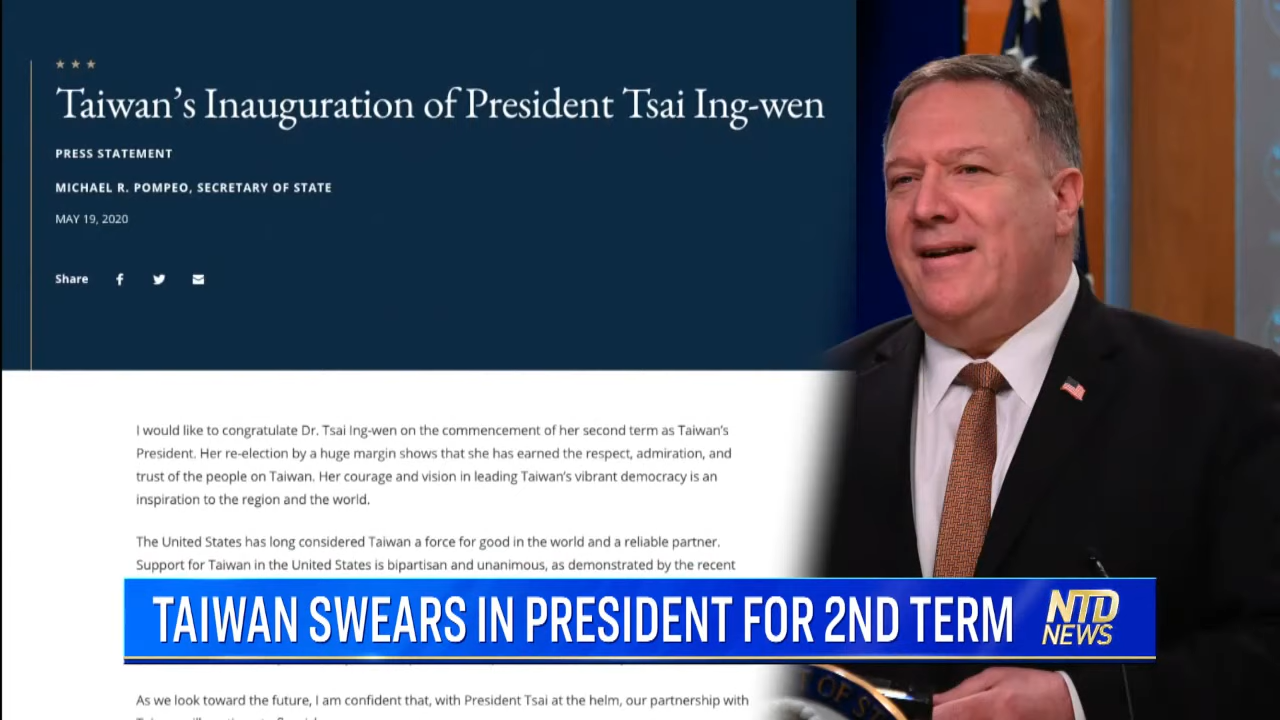 ★ ★ ★
Taiwan's Inauguration of President Tsai Ing-wen
PRESS STATEMENT
MICHAEL R. POMPEO, SECRETARY OF STATE
MAY 19, 2020
Share
I would like to congratulate Dr. Tsai Ing-wen on the commencement of her second term as Taiwan's
President. Her re-election by a huge margin shows that she has earned the respect, admiration, and
trust of the people on Taiwan. Her courage and vision in leading Taiwan's vibrant democracy is an
inspiration to the region and the world.
The United States has long considered Taiwan a force for good in the world and a reliable partner.
Support for Taiwan in the United States is bipartisan and unanimous, as demonstrated by the recent
TAIWAN SWEARS IN PRESIDENT FOR 2ND TERM
NTD
NEWS
As we look toward the future, I am confident that, with President Tsai at the helm, our partnership with
OF